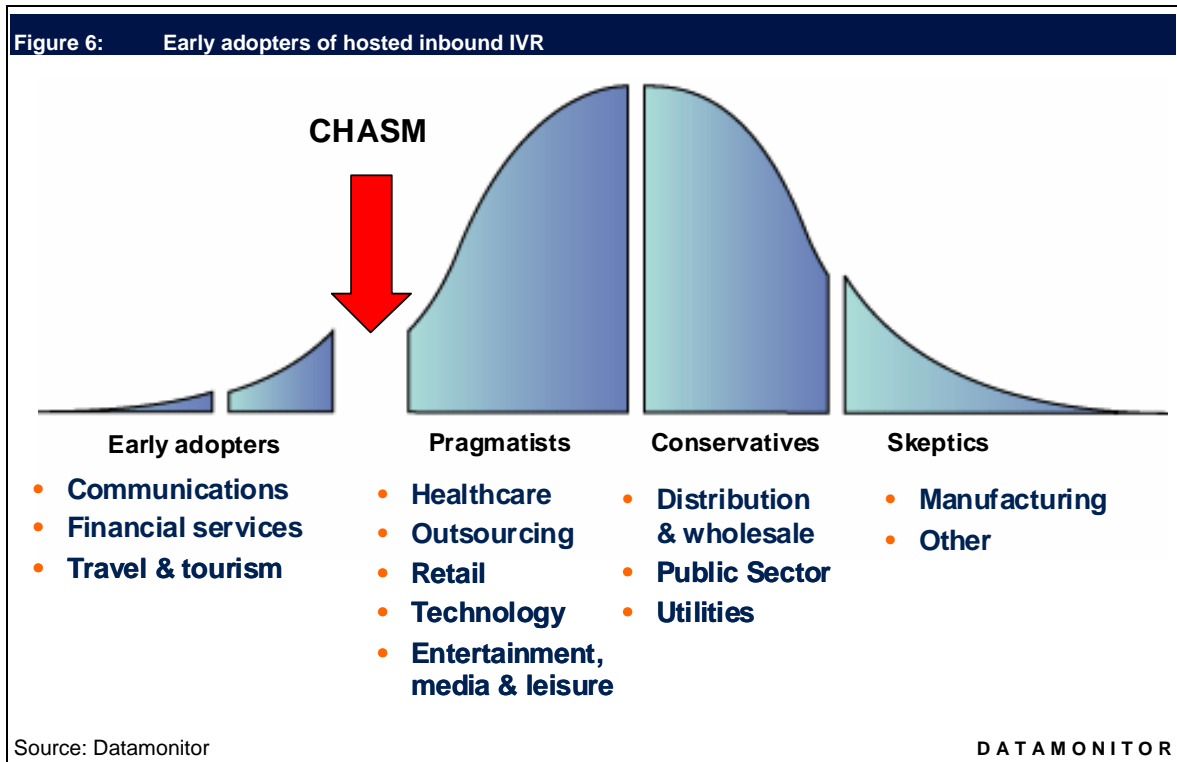 Figure 6: Early adopters of hosted inbound IVR
CHASM
Early adopters
• Communications
• Financial services
• Travel & tourism
Pragmatists
• Healthcare
• Outsourcing
• Retail
• Technology
• Entertainment,
media & leisure
Conservatives
• Distribution
& wholesale
• Public Sector
• Utilities
Skeptics
• Manufacturing
• Other
Source: Datamonitor
DATAMONITOR